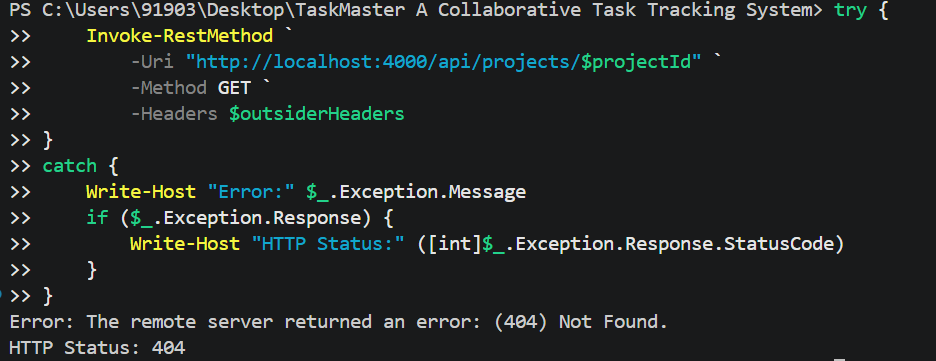 PS C:\Users\91903\Desktop\TaskMaster A Collaborative Task Tracking System> try {
>>     Invoke-RestMethod `
>>         -Uri "http://localhost:4000/api/projects/$projectId" `
>>         -Method GET `
>>         -Headers $outsiderHeaders
>> }
>> catch {
>>     Write-Host "Error:" $_.Exception.Message
>>     if ($_.Exception.Response) {
>>         Write-Host "HTTP Status:" ([int]$_.Exception.Response.StatusCode)
>>     }
>> }
Error: The remote server returned an error: (404) Not Found.
HTTP Status: 404